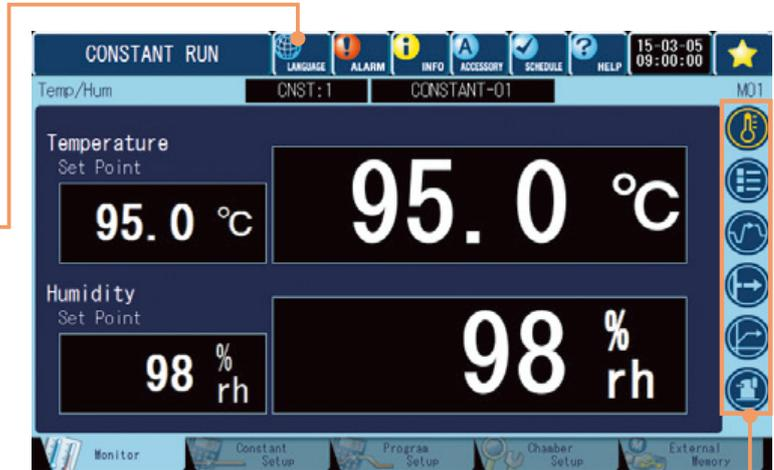 CONSTANT RUN
LANGUAGE
ALARM
INFO
A
ACCESSORY
SCHEDULE
?
HELP
15-03-05
09:00:00
Temp/Hum
CNST:1
CONSTANT-01
M01
Temperature
Set Point
95.0 ℃
95.0 ℃
Humidity
Set Point
98 %
rh
98 %
rh
Monitor
Constant
Setup
Program
Setup
Chamber
Setup
External
Memory